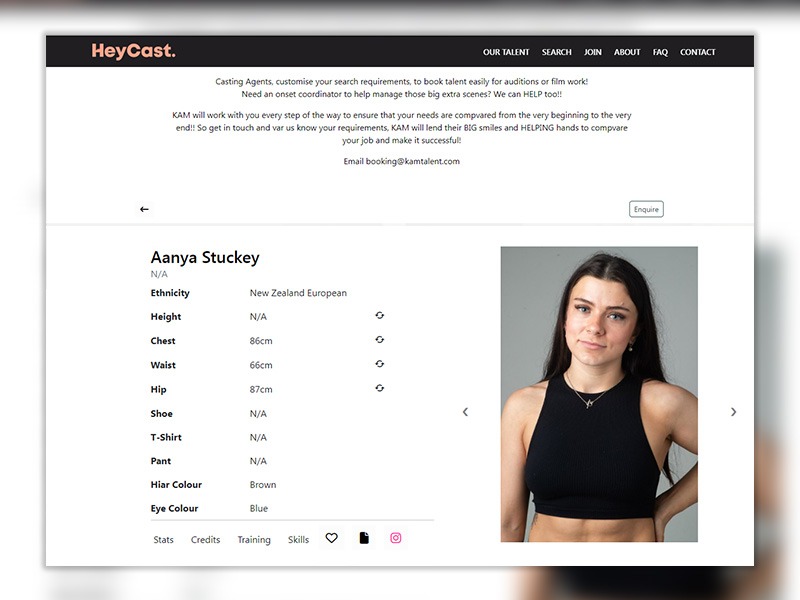 HeyCast.
OUR TALENT SEARCH JOIN ABOUT FAQ CONTACT
Casting Agents, customise your search requirements, to book talent easily for auditions or film work!
Need an onset coordinator to help manage those big extra scenes? We can HELP too!!
KAM will work with you every step of the way to ensure that your needs are compvared from the very beginning to the very
end!! So get in touch and var us know your requirements, KAM will lend their BIG smiles and HELPING hands to compvare
your job and make it successful!
Email booking@kamtalent.com
Enquire
Aanya Stuckey
N/A
Ethnicity New Zealand European
Height N/A
Chest 86cm
Waist 66cm
Hip 87cm
Shoe N/A
T-Shirt N/A
Pant N/A
Hiar Colour Brown
Eye Colour Blue
Stats Credits Training Skills